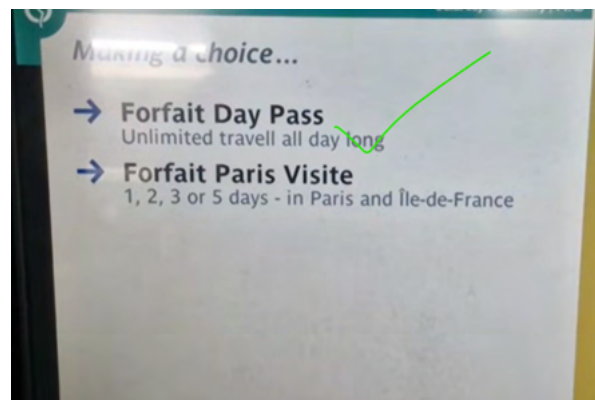 Making a choice...
→ Forfait Day Pass
Unlimited travell all day long
→ Forfait Paris Visite
1, 2, 3 or 5 days - in Paris and Île-de-France